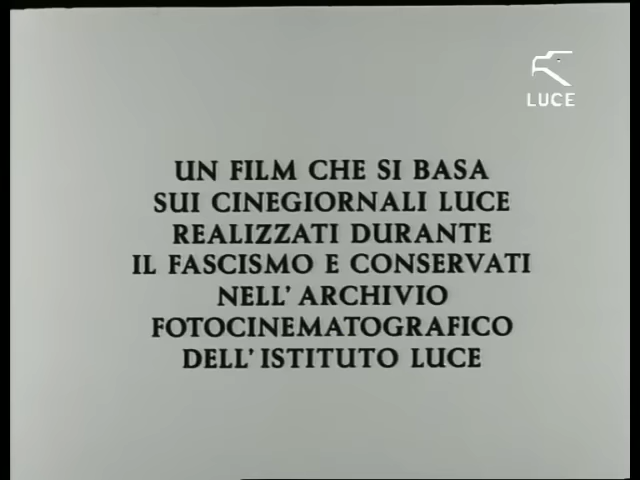 LUCE
UN FILM CHE SI BASA
SUI CINEGIORNALI LUCE
REALIZZATI DURANTE
IL FASCISMO E CONSERVATI
NELL' ARCHIVIO
FOTOCINEMATOGRAFICO
DELL'ISTITUTO LUCE